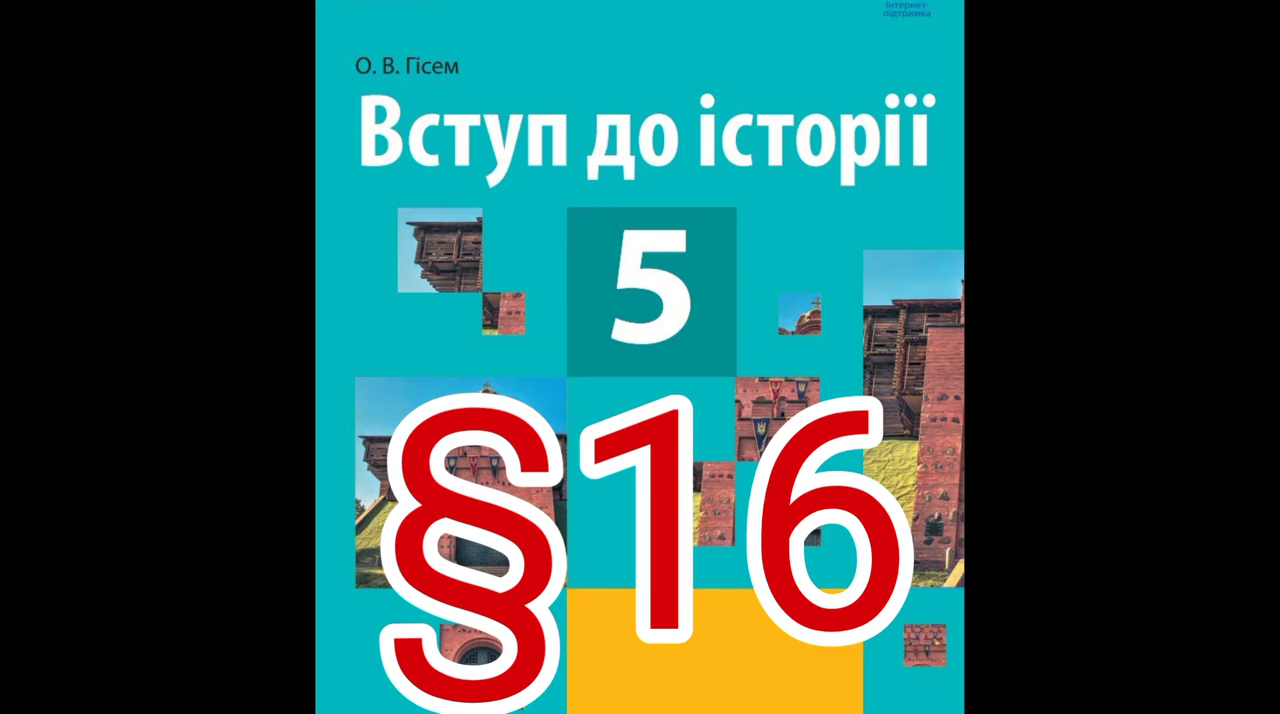 Інтернет-
підтримка
О. В. Гісем
Вступ до історії
5
§16